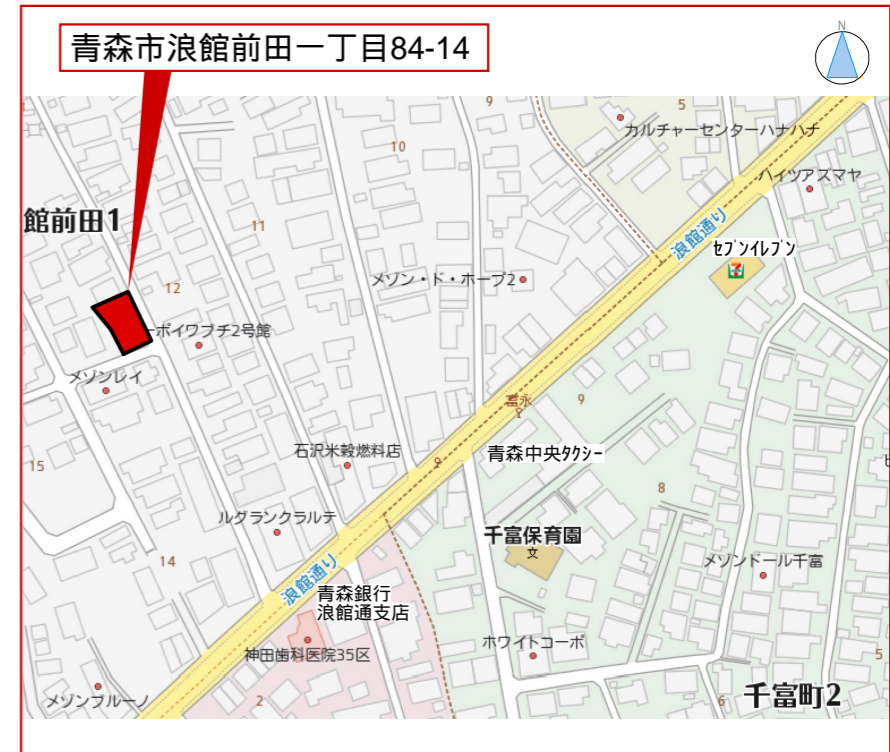 青森市浪館前田一丁目84-14
N
9
5
カルチャーセンターハナハチ
10
ハイツアズマヤ
館前田1
11
浪館通り
セブンイレブン
7
12
メゾン・ド・ホープ2
ーポイワブチ2号館
メゾンレイ
富永
9
15
石沢米穀燃料店
青森中央タクシー
8
ルグランクラルテ
千富保育園
文
14
メゾンドール千富
浪館通り
青森銀行
浪館通支店
ホワイトコーポ
神田歯科医院35区
5
メゾンブルーノ
2
6
千富町2